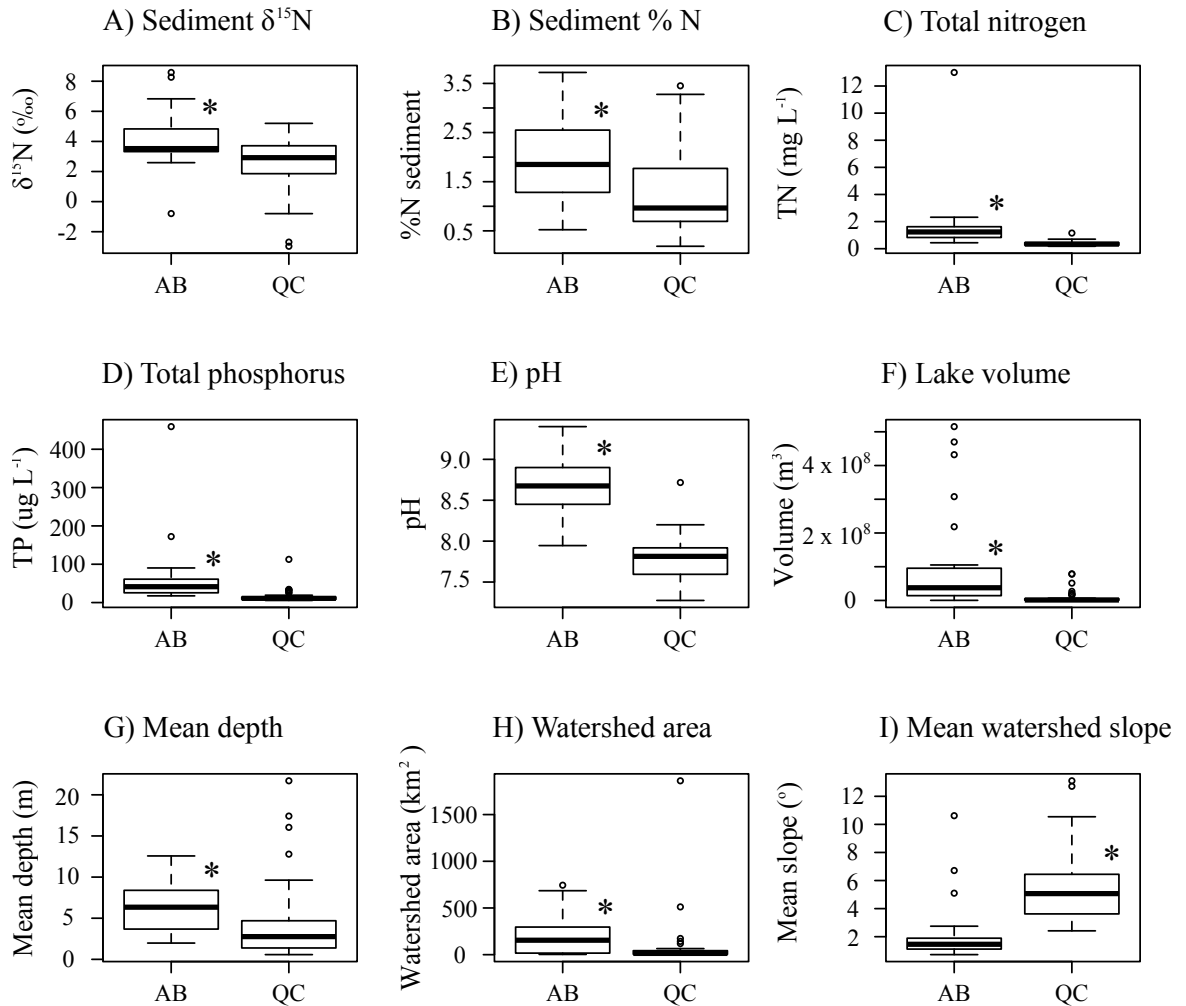 A) Sediment δ¹⁵N
B) Sediment % N
C) Total nitrogen
δ¹⁵N (‰)
8
6
4
2
0
-2
*
AB
QC
%N sediment
3.5
2.5
1.5
0.5
*
AB
QC
TN (mg L⁻¹)
12
10
8
6
4
2
0
*
AB
QC
D) Total phosphorus
E) pH
F) Lake volume
TP (ug L⁻¹)
400
300
200
100
0
*
AB
QC
pH
9.0
8.5
8.0
7.5
*
AB
QC
Volume (m³)
4 x 10⁸
2 x 10⁸
0
*
AB
QC
G) Mean depth
H) Watershed area
I) Mean watershed slope
Mean depth (m)
20
15
10
5
0
*
AB
QC
Watershed area (km²)
1500
1000
500
0
*
AB
QC
Mean slope (°)
12
10
8
6
4
2
*
AB
QC